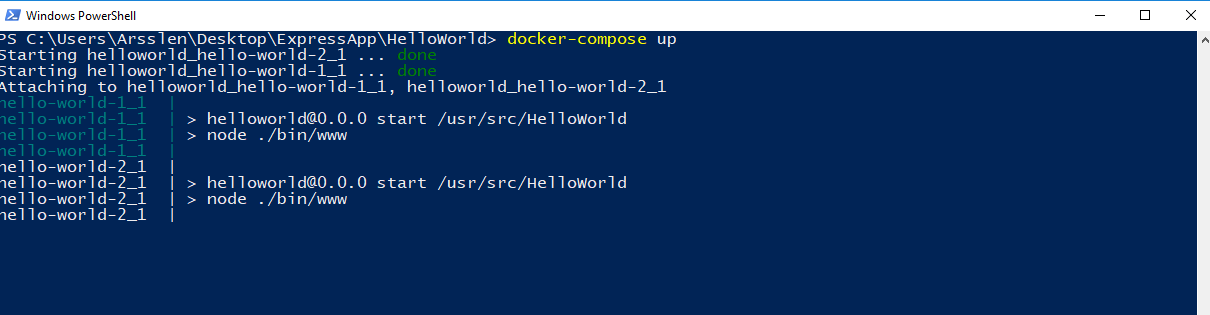 Windows PowerShell
PS C:\Users\Arsslen\Desktop\ExpressApp\HelloWorld> docker-compose up
Starting helloworld_hello-world-2_1 ... done
Starting helloworld_hello-world-1_1 ... done
Attaching to helloworld_hello-world-1_1, helloworld_hello-world-2_1
hello-world-1_1  |
hello-world-1_1  | > helloworld@0.0.0 start /usr/src/HelloWorld
hello-world-1_1  | > node ./bin/www
hello-world-1_1  |
hello-world-2_1  |
hello-world-2_1  | > helloworld@0.0.0 start /usr/src/HelloWorld
hello-world-2_1  | > node ./bin/www
hello-world-2_1  |